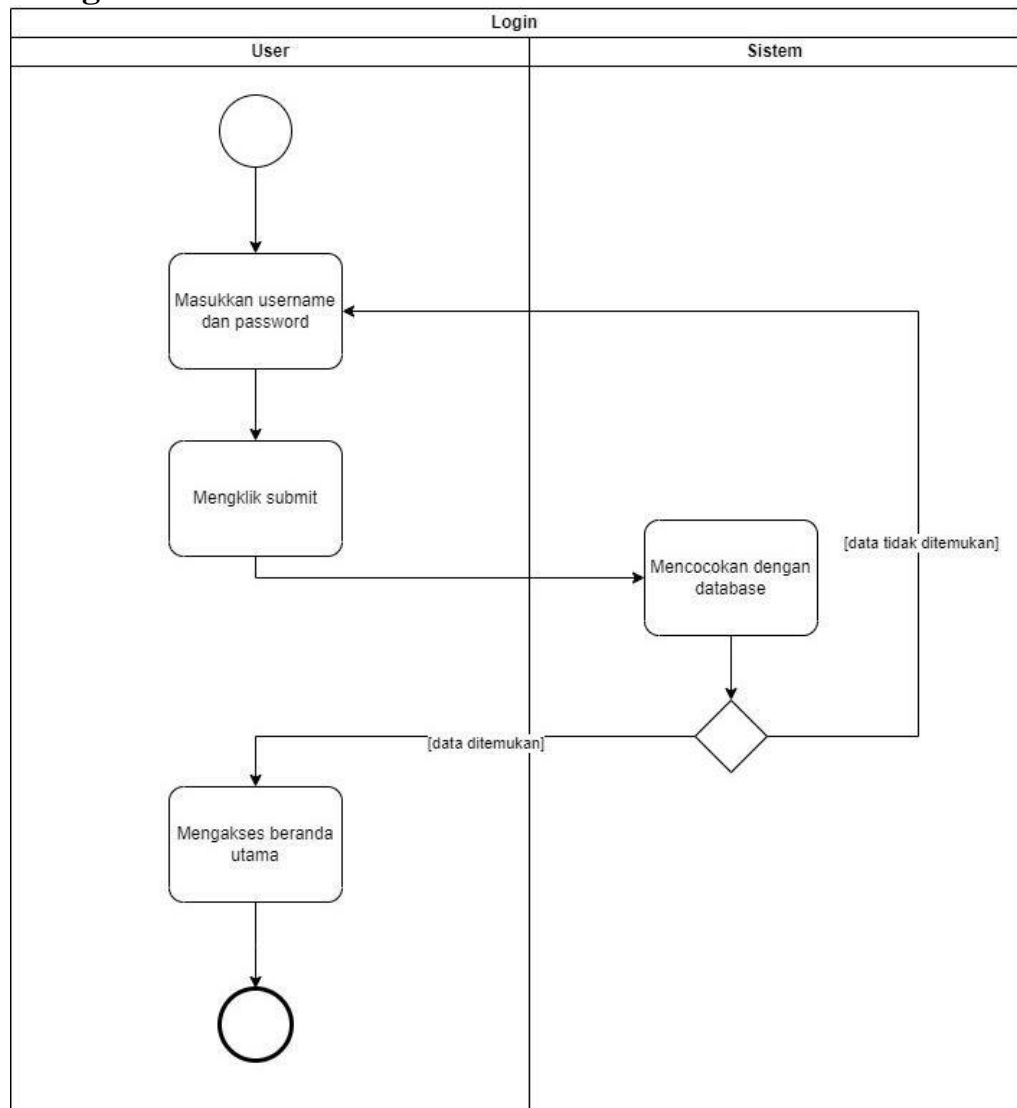 Login
User
Sistem
Masukkan username
dan password
Mengklik submit
Mencocokan dengan
database
[data tidak ditemukan]
[data ditemukan]
Mengakses beranda
utama